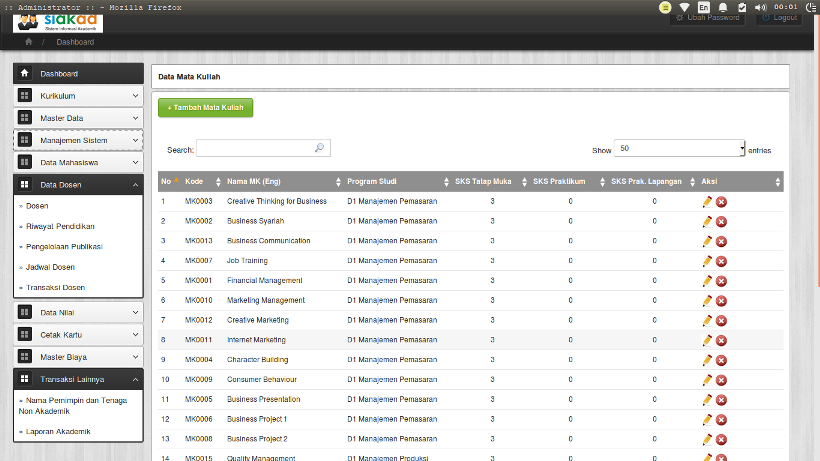 :: Administrator :: - Mozilla Firefox
En
00:01
siakad
Sistem Informasi Akademik
Ubah Password
Logout
/ Dashboard
Dashboard
Kurikulum
Master Data
Manajemen Sistem
Data Mahasiswa
Data Dosen
» Dosen
» Riwayat Pendidikan
» Pengelolaan Publikasi
» Jadwal Dosen
» Transaksi Dosen
Data Nilai
Cetak Kartu
Master Biaya
Transaksi Lainnya
» Nama Pemimpin dan Tenaga
Non Akademik
» Laporan Akademik
Data Mata Kuliah
+ Tambah Mata Kuliah
Search:
Show 50 entries
No Kode Nama MK (Eng) Program Studi SKS Tatap Muka SKS Praktikum SKS Prak. Lapangan Aksi
1 MK0003 Creative Thinking for Business D1 Manajemen Pemasaran 3 0 0
2 MK0002 Business Syariah D1 Manajemen Pemasaran 3 0 0
3 MK0013 Business Communication D1 Manajemen Pemasaran 3 0 0
4 MK0007 Job Training D1 Manajemen Pemasaran 3 0 0
5 MK0001 Financial Management D1 Manajemen Pemasaran 3 0 0
6 MK0010 Marketing Management D1 Manajemen Pemasaran 3 0 0
7 MK0012 Creative Marketing D1 Manajemen Pemasaran 3 0 0
8 MK0011 Internet Marketing D1 Manajemen Pemasaran 3 0 0
9 MK0004 Character Building D1 Manajemen Pemasaran 3 0 0
10 MK0009 Consumer Behaviour D1 Manajemen Pemasaran 3 0 0
11 MK0005 Business Presentation D1 Manajemen Pemasaran 3 0 0
12 MK0006 Business Project 1 D1 Manajemen Pemasaran 3 0 0
13 MK0008 Business Project 2 D1 Manajemen Pemasaran 3 0 0
14 MK0015 Quality Management D1 Manajemen Produksi 3 0 0